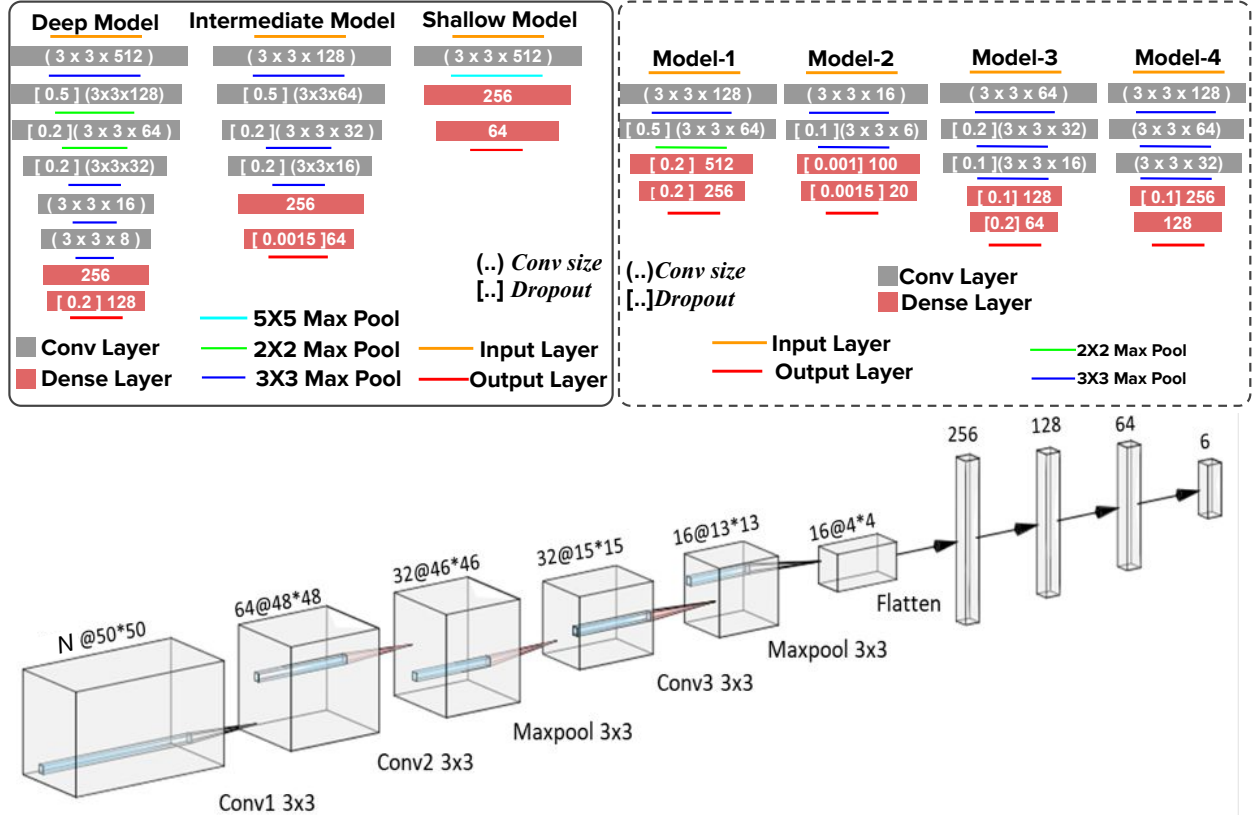 Deep Model
( 3 x 3 x 512 )
[ 0.5 ] (3x3x128)
[ 0.2 ]( 3 x 3 x 64 )
[ 0.2 ] (3x3x32)
( 3 x 3 x 16 )
( 3 x 3 x 8 )
256
[ 0.2 ] 128
Intermediate Model
( 3 x 3 x 128 )
[ 0.5 ] (3x3x64)
[ 0.2 ]( 3 x 3 x 32 )
[ 0.2 ] (3x3x16)
256
[ 0.0015 ]64
Shallow Model
( 3 x 3 x 512 )
256
64
(..) Conv size
[..] Dropout
Conv Layer
Dense Layer
5X5 Max Pool
2X2 Max Pool
3X3 Max Pool
Input Layer
Output Layer
Model-1
( 3 x 3 x 128 )
[ 0.5] (3 x 3 x 64)
[ 0.2 ] 512
[ 0.2 ] 256
Model-2
( 3 x 3 x 16 )
[ 0.1 ](3 x 3 x 6)
[ 0.001] 100
[ 0.0015 ] 20
Model-3
( 3 x 3 x 64 )
[ 0.2](3 x 3 x 32)
[ 0.1 ](3 x 3 x 16)
[ 0.1] 128
[0.2] 64
Model-4
( 3 x 3 x 128 )
(3 x 3 x 64)
(3 x 3 x 32)
[ 0.1] 256
128
(..)Conv size
[..]Dropout
Conv Layer
Dense Layer
Input Layer
Output Layer
2X2 Max Pool
3X3 Max Pool
N @50*50
64@48*48
32@46*46
32@15*15
16@13*13
16@4*4
256
128
64
6
Conv1 3x3
Conv2 3x3
Maxpool 3x3
Conv3 3x3
Maxpool 3x3
Flatten